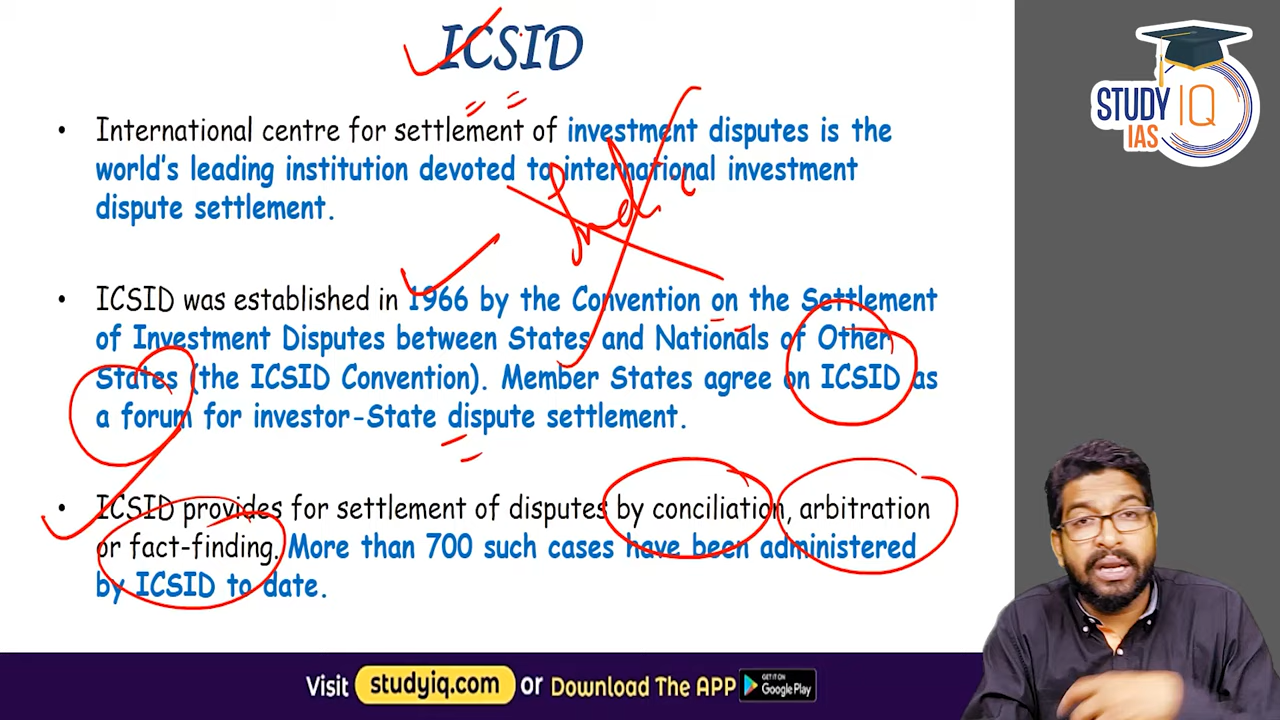 ICSID
STUDY IQ
IAS
• International centre for settlement of investment disputes is the
world's leading institution devoted to international investment
dispute settlement.
• ICSID was established in 1966 by the Convention on the Settlement
of Investment Disputes between States and Nationals of Other
States (the ICSID Convention). Member States agree on ICSID as
a forum for investor-State dispute settlement.
• ICSID provides for settlement of disputes by conciliation, arbitration
or fact-finding. More than 700 such cases have been administered
by ICSID to date.
Visit studyiq.com or Download The APP GET IT ON Google Play